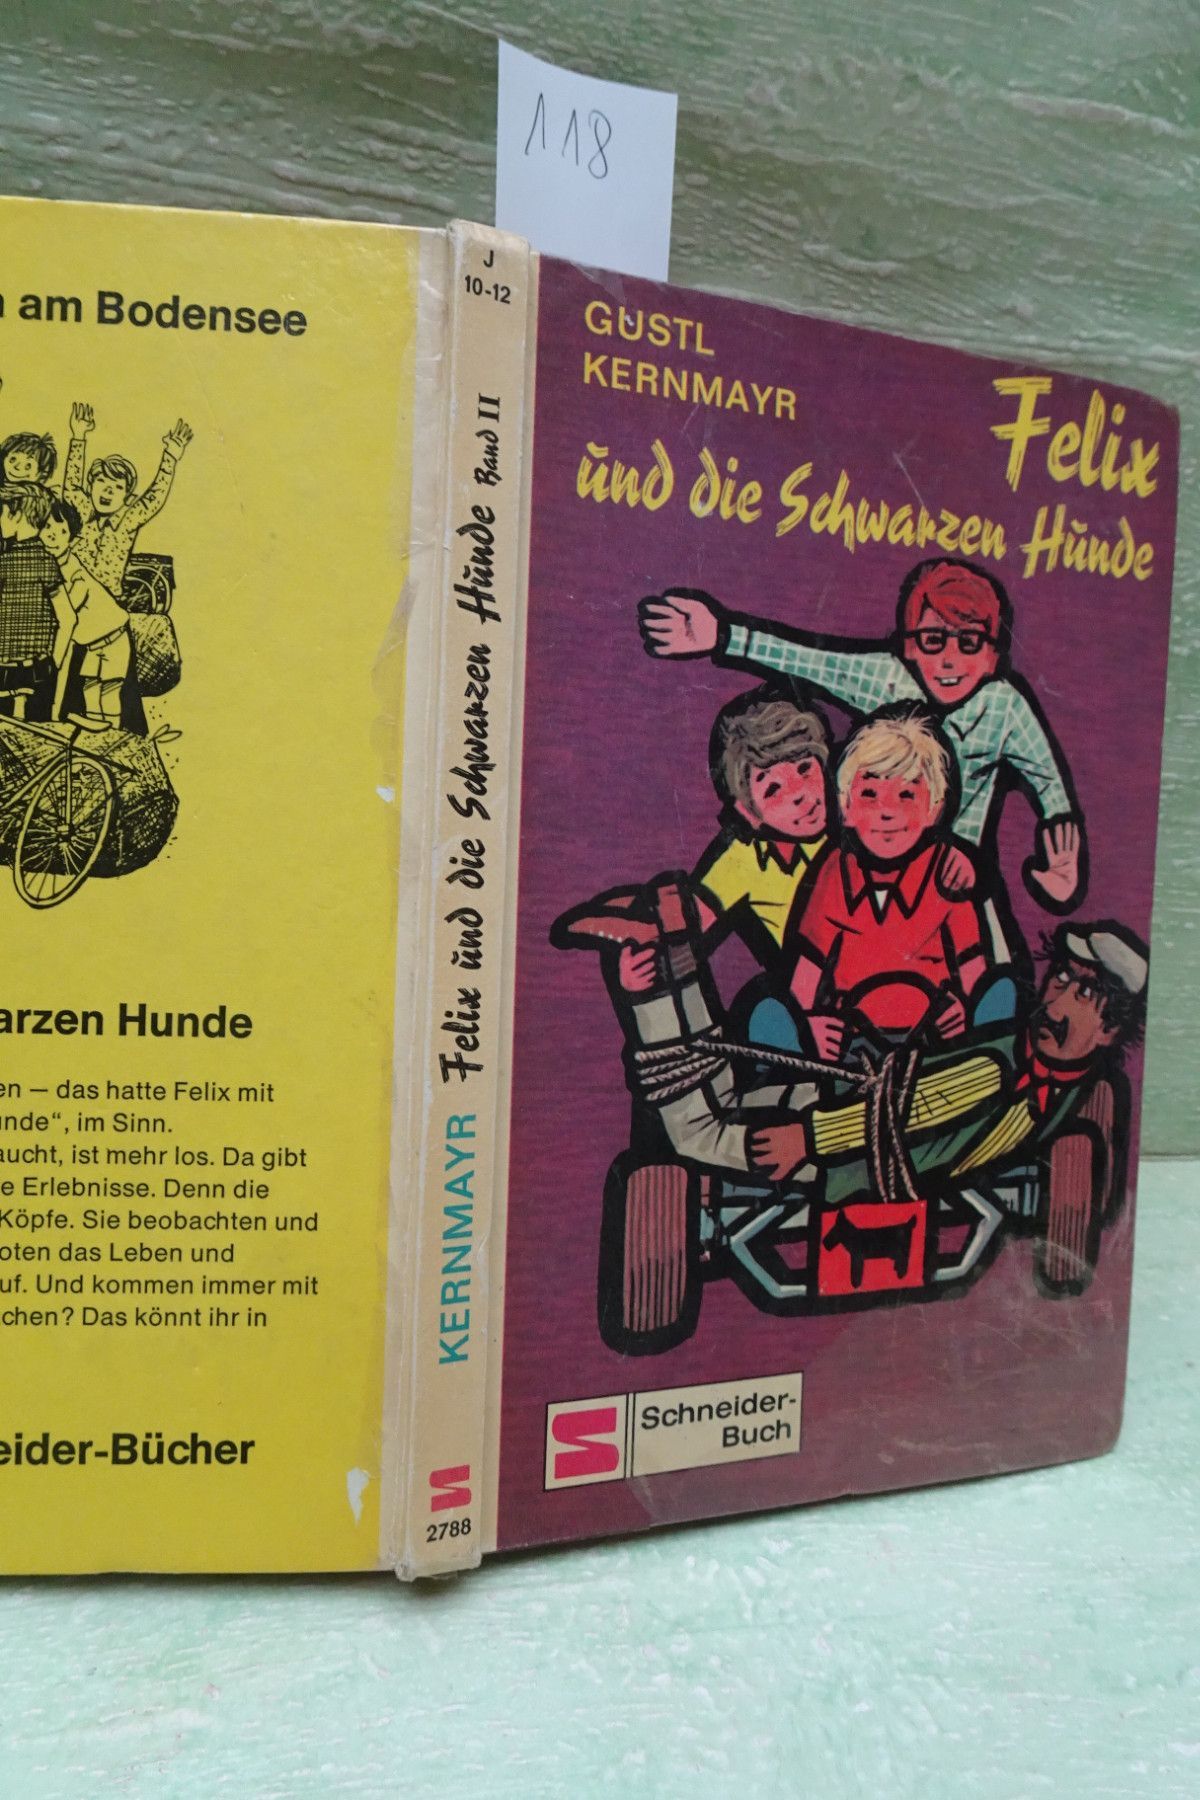 118
am Bodensee
arzen Hunde
en — das hatte Felix mit
unde“, im Sinn.
aucht, ist mehr los. Da gibt
e Erlebnisse. Denn die
Köpfe. Sie beobachten und
oten das Leben und
uf. Und kommen immer mit
chen? Das könnt ihr in
eider-Bücher
J
10-12
KERNMAYR Felix und die Schwarzen Hunde Band II
2788
GUSTL
KERNMAYR
Felix
und die Schwarzen Hunde
Schneider-
Buch